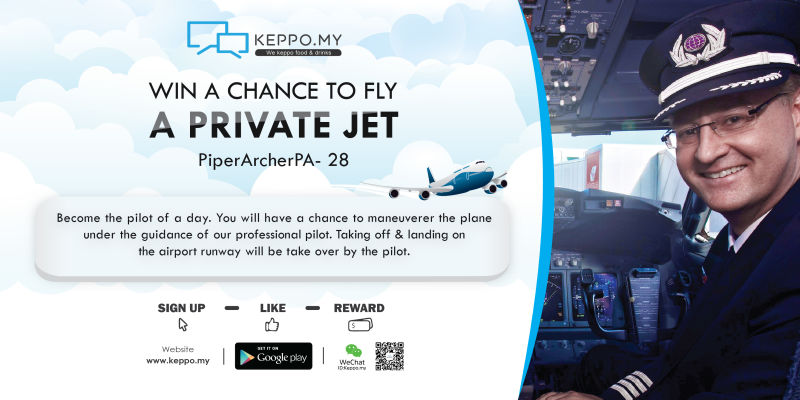 KEPPO.MY
We keppo food & drinks
WIN A CHANCE TO FLY
A PRIVATE JET
PiperArcherPA- 28
Become the pilot of a day. You will have a chance to maneuverer the plane
under the guidance of our professional pilot. Taking off & landing on
the airport runway will be take over by the pilot.
SIGN UP – LIKE – REWARD
$
Website
www.keppo.my
GET IT ON
Google play
WeChat
ID:Keppo.my